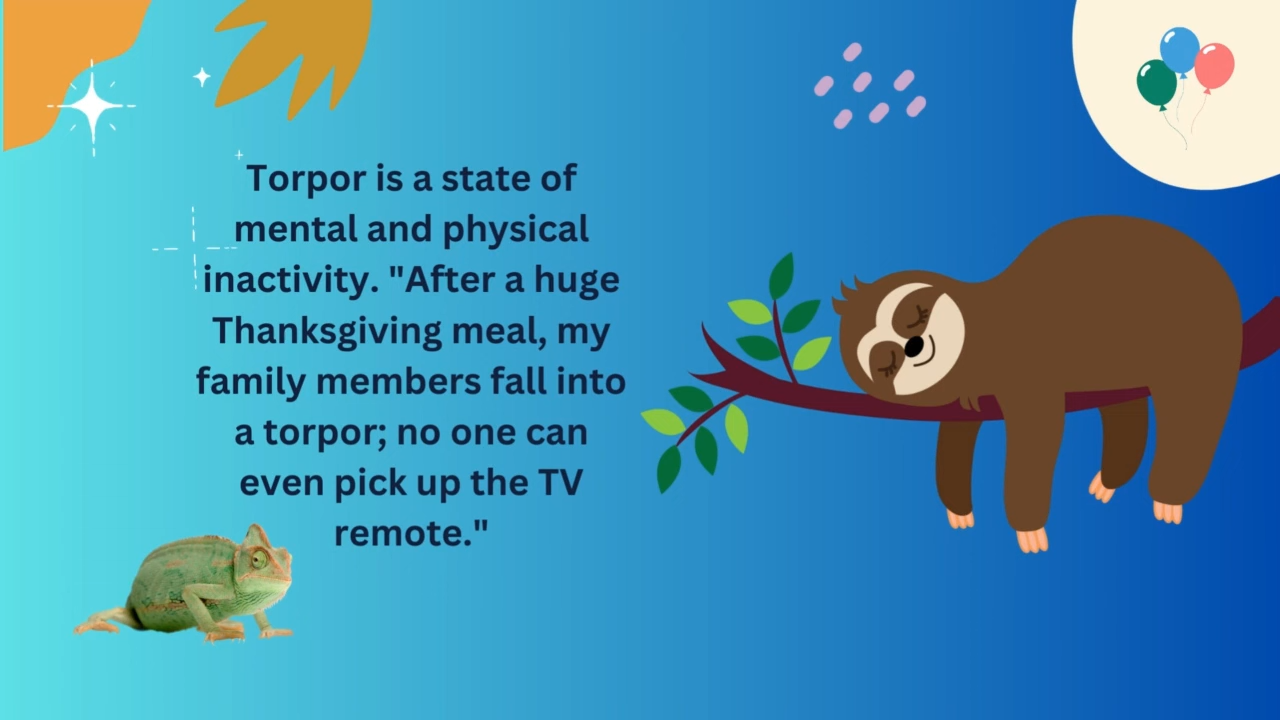 Torpor is a state of
mental and physical
inactivity. "After a huge
Thanksgiving meal, my
family members fall into
a torpor; no one can
even pick up the TV
remote."